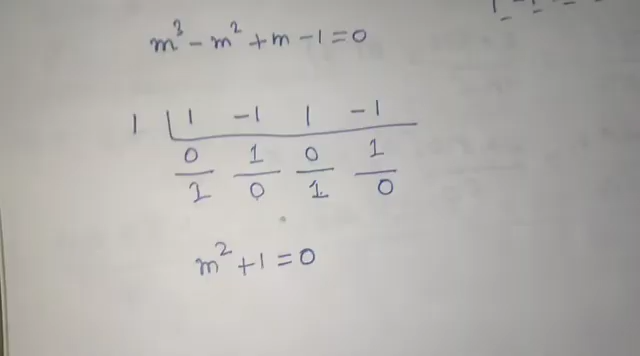 m³ - m² + m - 1 = 0
1 | 1 -1 1 -1
0 1 0 1
1 0 1 0
m² + 1 = 0